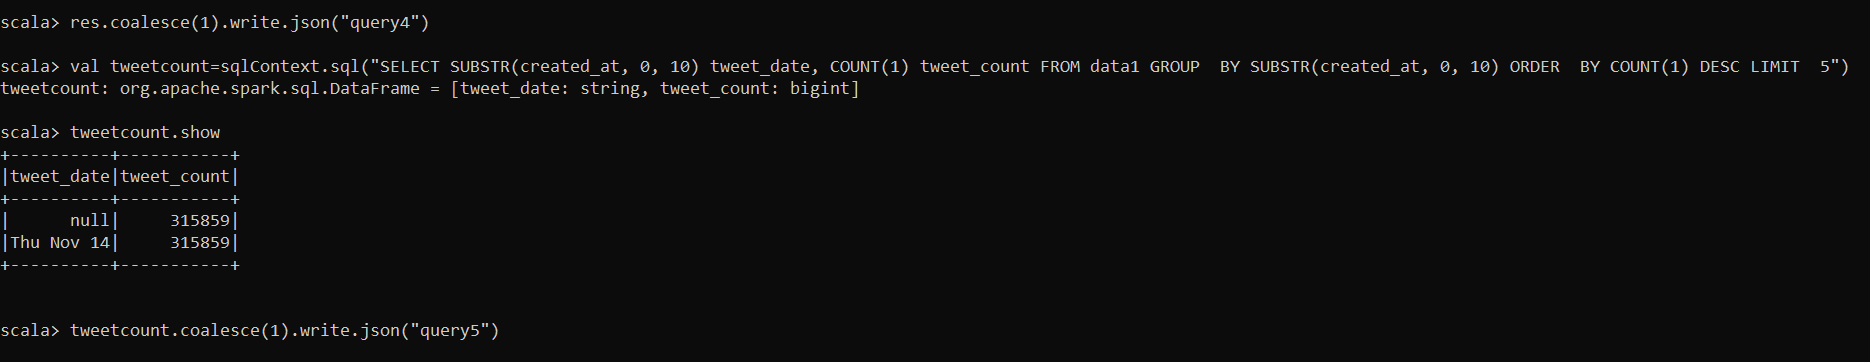 scala> res.coalesce(1).write.json("query4")
scala> val tweetcount=sqlContext.sql("SELECT SUBSTR(created_at, 0, 10) tweet_date, COUNT(1) tweet_count FROM data1 GROUP  BY SUBSTR(created_at, 0, 10) ORDER  BY COUNT(1) DESC LIMIT  5")
tweetcount: org.apache.spark.sql.DataFrame = [tweet_date: string, tweet_count: bigint]
scala> tweetcount.show
+----------+-----------+
|tweet_date|tweet_count|
+----------+-----------+
|      null|     315859|
|Thu Nov 14|     315859|
+----------+-----------+
scala> tweetcount.coalesce(1).write.json("query5")